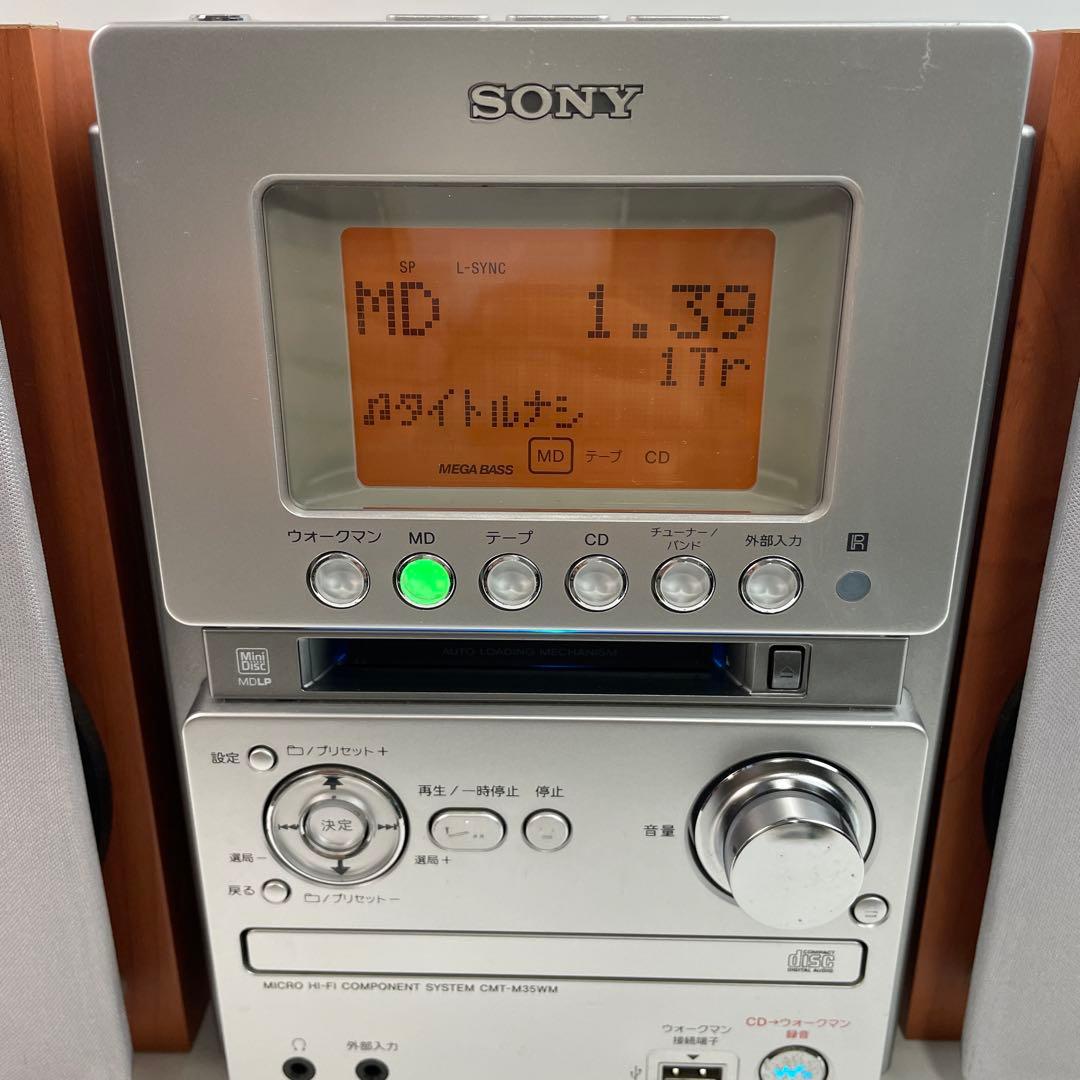 SONY
SP L-SYNC
MD 1.39
1Tr
♫タイトルナシ
MEGA BASS MD テープ CD
ウォークマン MD テープ CD チューナー/バンド 外部入力
R
AUTO LOADING MECHANISM
Mini Disc
MDLP
設定 /プリセット+
再生/一時停止 停止
決定
音量
選局− 選局+
戻る /プリセット−
COMPACT disc DIGITAL AUDIO
MICRO HI-FI COMPONENT SYSTEM CMT-M35WM
外部入力
ウォークマン接続端子
CD→ウォークマン
録音